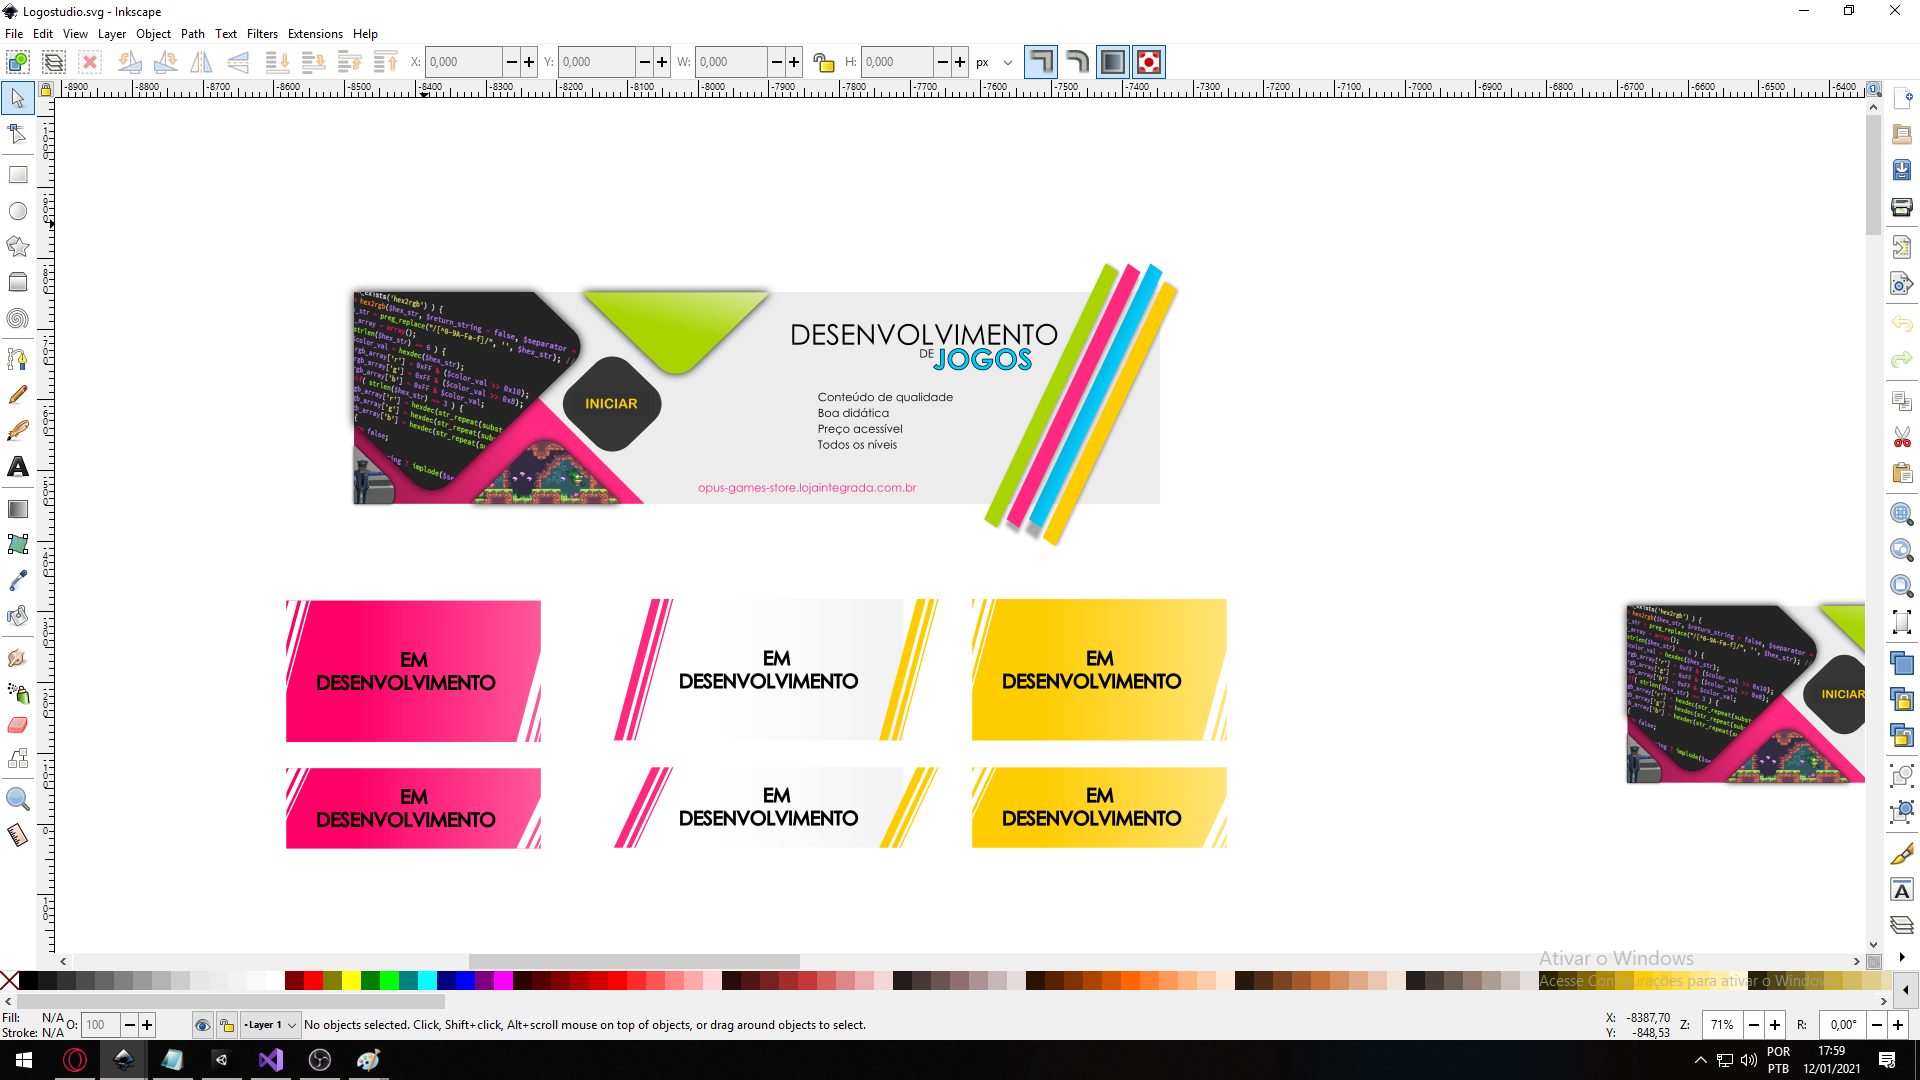 Logostudio.svg - Inkscape
File Edit View Layer Object Path Text Filters Extensions Help
X: 0,000 Y: 0,000 W: 0,000 H: 0,000 px
-8900 -8800 -8700 -8600 -8500 -8400 -8300 -8200 -8100 -8000 -7900 -7800 -7700 -7600 -7500 -7400 -7300 -7200 -7100 -7000 -6900 -6800 -6700 -6600 -6500 -6400
DESENVOLVIMENTO
DE JOGOS
INICIAR
Conteúdo de qualidade
Boa didática
Preço acessível
Todos os níveis
opus-games-store.lojaintegrada.com.br
EM
DESENVOLVIMENTO
EM
DESENVOLVIMENTO
EM
DESENVOLVIMENTO
INICIAR
EM
DESENVOLVIMENTO
EM
DESENVOLVIMENTO
EM
DESENVOLVIMENTO
Ativar o Windows
Acesse Configurações para ativar o Windows.
Fill: N/A
Stroke: N/A
O: 100
Layer 1
No objects selected. Click, Shift+click, Alt+scroll mouse on top of objects, or drag around objects to select.
X: -8387,70
Y: -848,53
Z: 71%
R: 0,00°
POR
PTB
17:59
12/01/2021